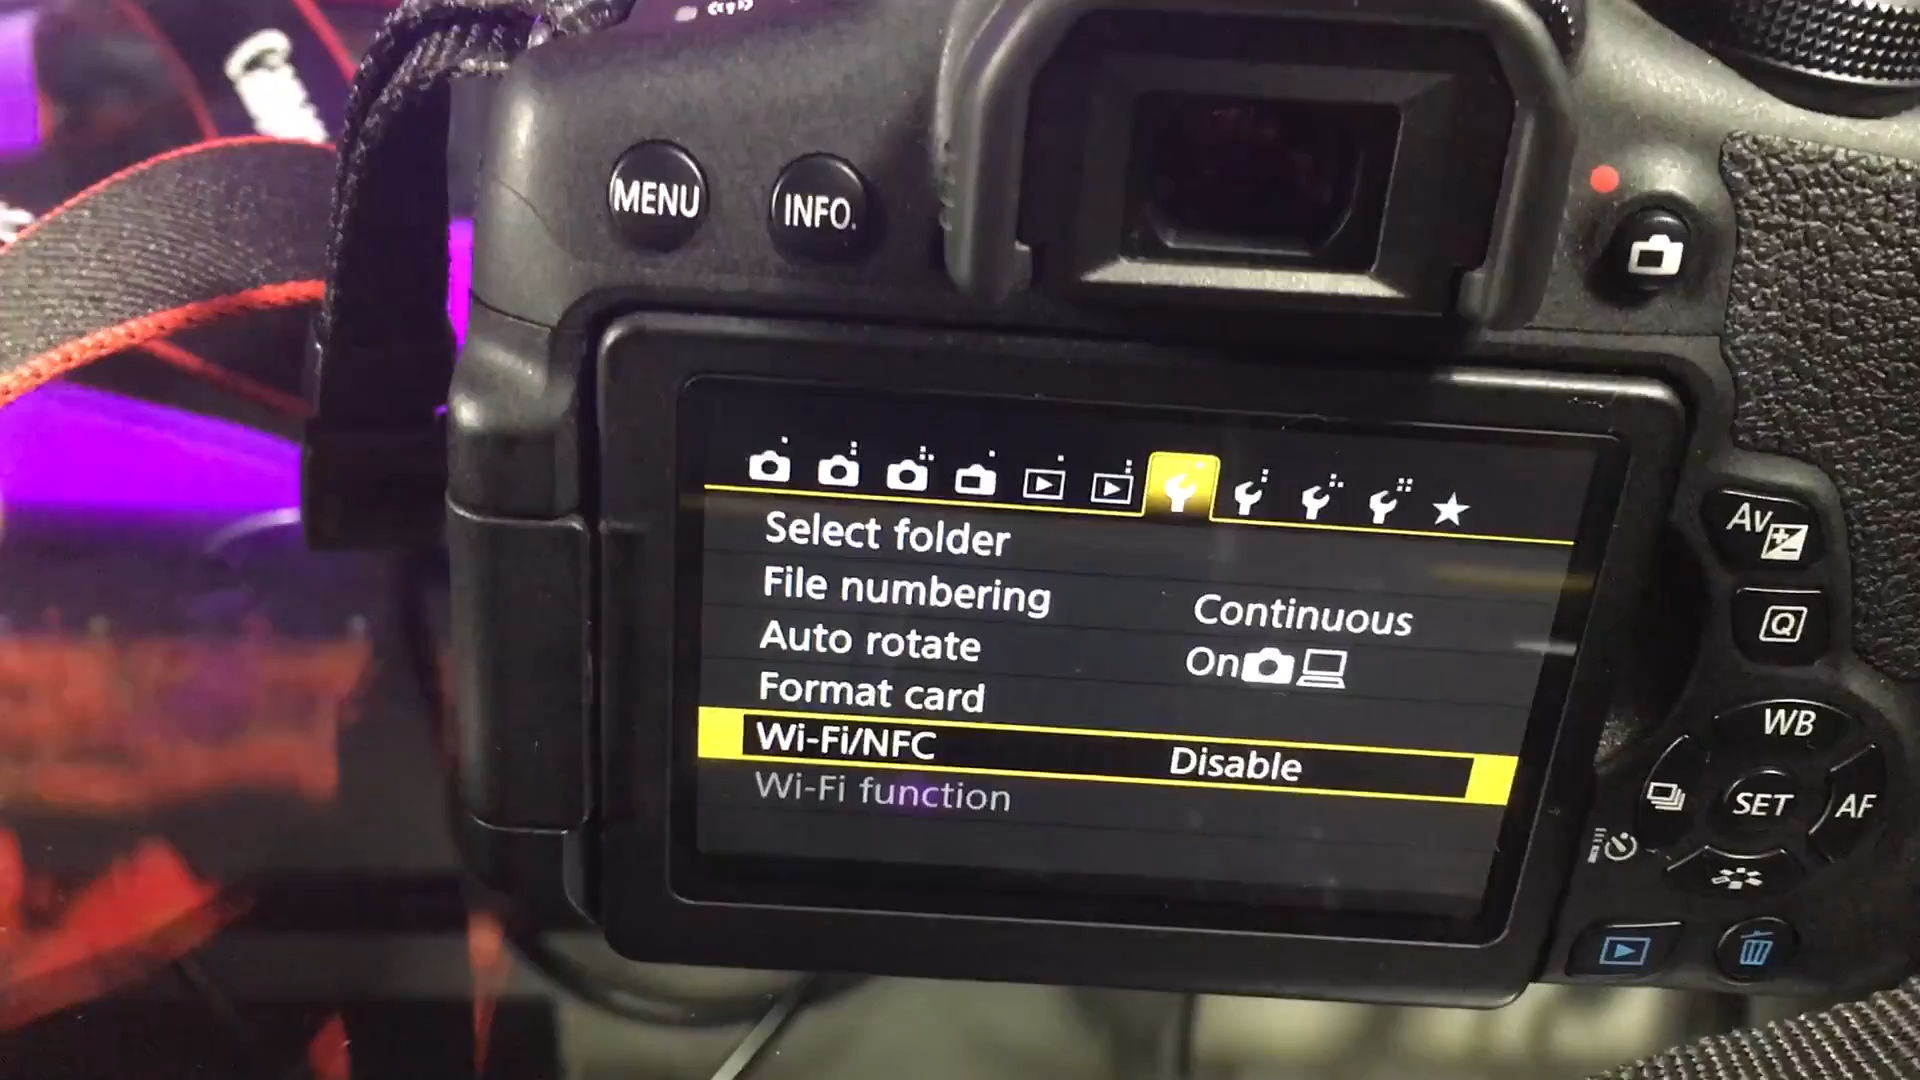 MENU
INFO.
Select folder
File numbering Continuous
Auto rotate On
Format card
Wi-Fi/NFC Disable
Wi-Fi function
Av
Q
WB
SET
AF